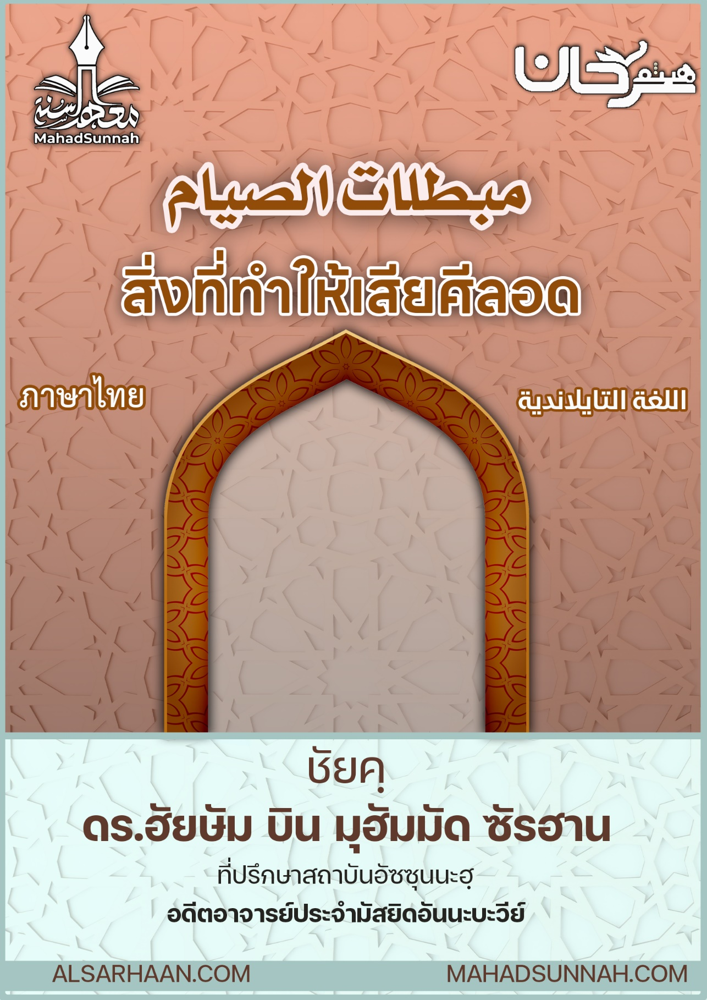 معهد السنة
MahadSunnah
هيثم سرحان
مبطلات الصيام
สิ่งที่ทำให้เสียศีลอด
ภาษาไทย
اللغة التايلاندية
ชัยคฺ
ดร.ฮัยษัม บิน มุฮัมมัด ซัรฮาน
ที่ปรึกษาสถาบันอัซซุนนะฮฺ
อดีตอาจารย์ประจำมัสยิดอันนะบะวีย์
ALSARHAAN.COM
MAHADSUNNAH.COM